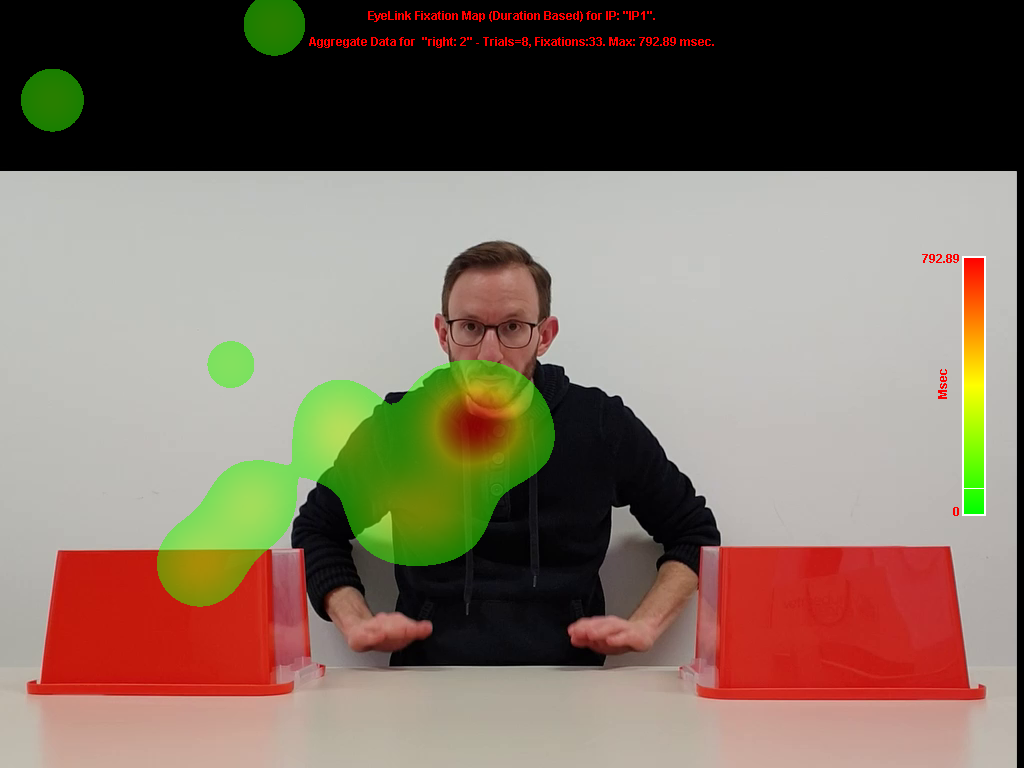 EyeLink Fixation Map (Duration Based) for IP: "IP1".
Aggregate Data for "right: 2" - Trials=8, Fixations:33. Max: 792.89 msec.
792.89
Msec
0